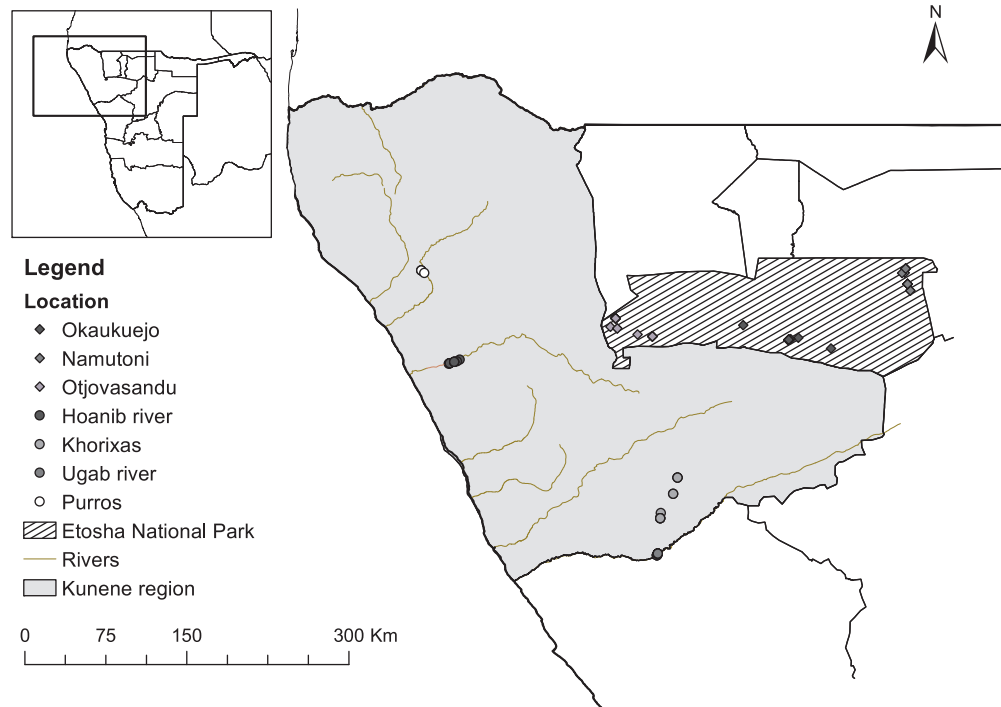 N
Legend
Location
Okaukuejo
Namutoni
Otjovasandu
Hoanib river
Khorixas
Ugab river
Purros
Etosha National Park
Rivers
Kunene region
0 75 150 300 Km